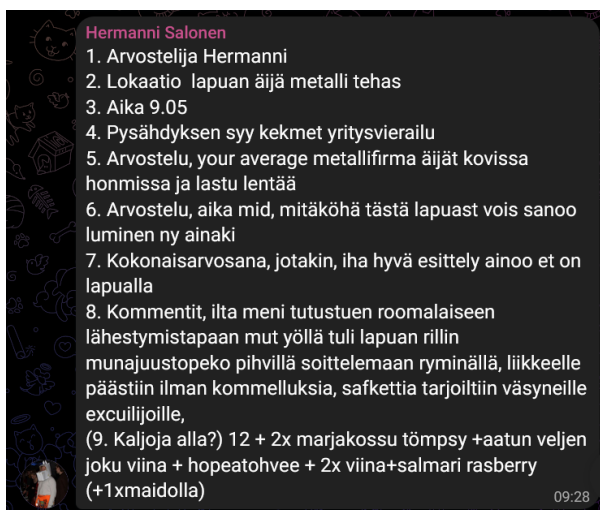 Hermanni Salonen
1. Arvostelija Hermanni
2. Lokaatio  lapuan äijä metalli tehas
3. Aika 9.05
4. Pysähdyksen syy kekmet yritysvierailu
5. Arvostelu, your average metallifirma äijät kovissa
honmissa ja lastu lentää
6. Arvostelu, aika mid, mitäköhä tästä lapuast vois sanoo
luminen ny ainaki
7. Kokonaisarvosana, jotakin, iha hyvä esittely ainoo et on
lapualla
8. Kommentit, ilta meni tutustuen roomalaiseen
lähestymistapaan mut yöllä tuli lapuan rillin
munajuustopeko pihvillä soittelemaan ryminällä, liikkeelle
päästiin ilman kommelluksia, safkettia tarjoiltiin väsyneille
excuilijoille,
(9. Kaljoja alla?) 12 + 2x marjakossu tömpsy +aatun veljen
joku viina + hopeatohvee + 2x viina+salmari rasberry
(+1xmaidolla)
09:28